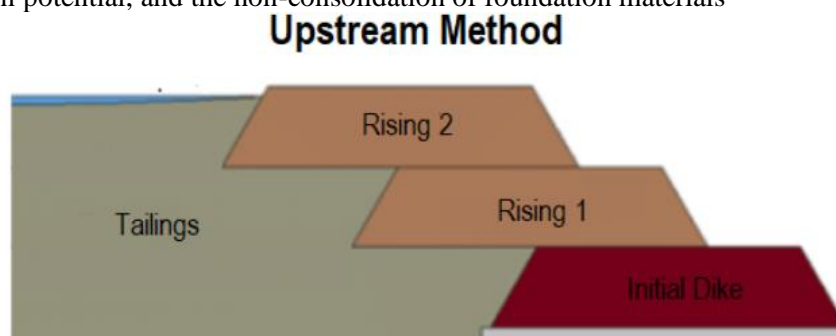 potential, and the non-consolidation of foundation materials
Upstream Method
Rising 2
Rising 1
Tailings
Initial Dike